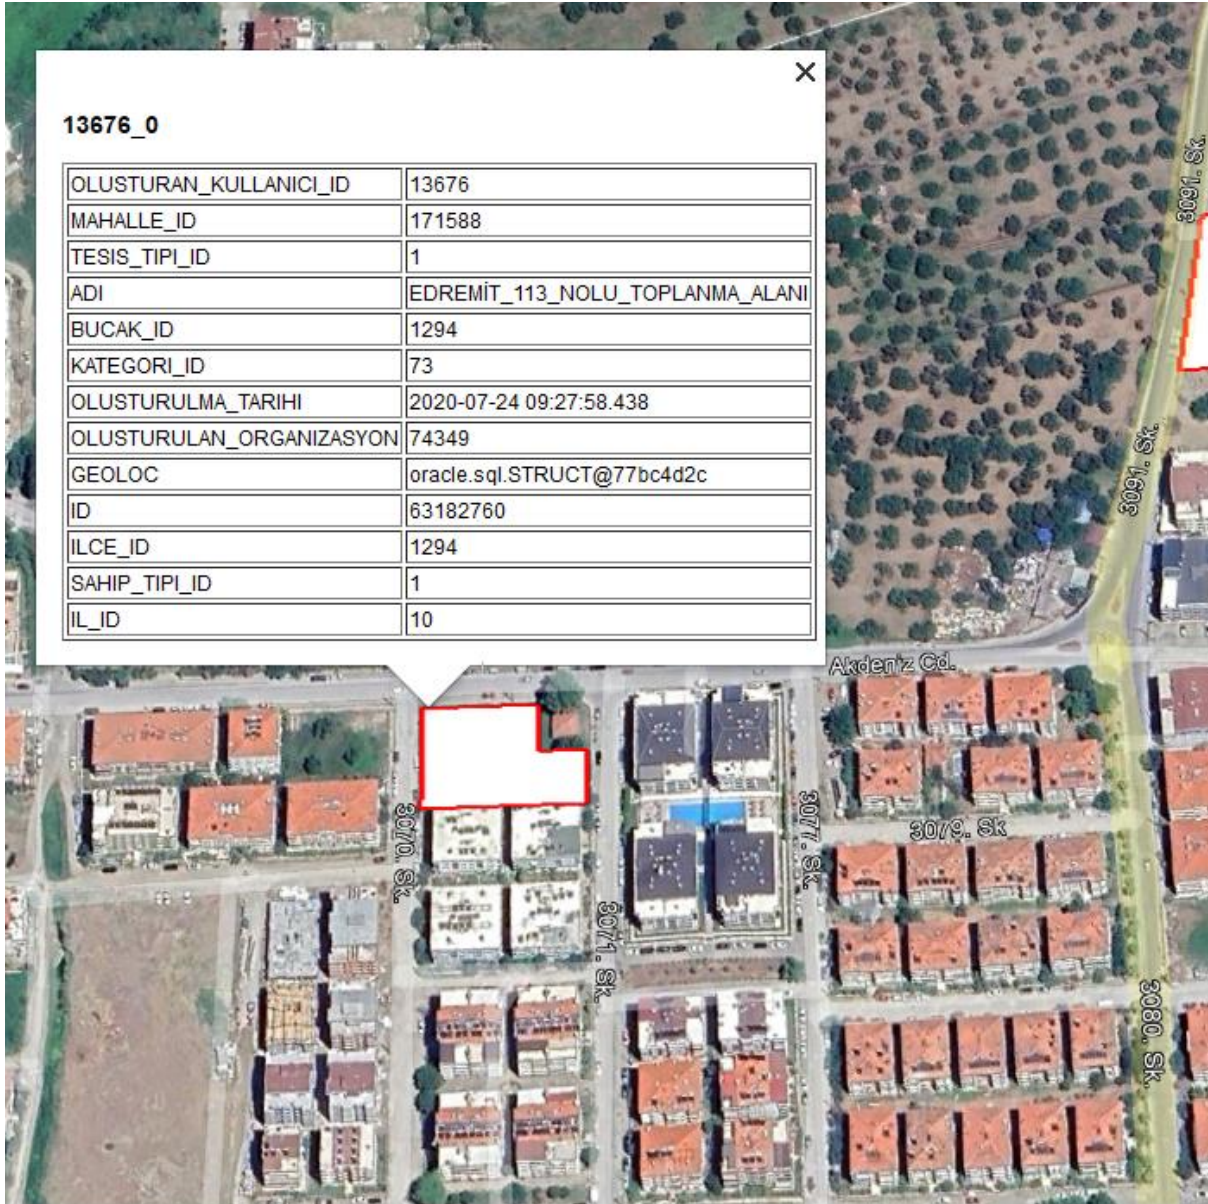 13676_0
OLUSTURAN_KULLANICI_ID 13676
MAHALLE_ID 171588
TESIS_TIPI_ID 1
ADI EDREMİT_113_NOLU_TOPLANMA_ALANI
BUCAK_ID 1294
KATEGORI_ID 73
OLUSTURULMA_TARIHI 2020-07-24 09:27:58.438
OLUSTURULAN_ORGANIZASYON 74349
GEOLOC oracle.sql.STRUCT@77bc4d2c
ID 63182760
ILCE_ID 1294
SAHIP_TIPI_ID 1
IL_ID 10
3091. Sk.
3091. Sk.
Akdeniz Cd.
3070. Sk.
3071. Sk.
3077. Sk.
3079. Sk
3080. Sk.